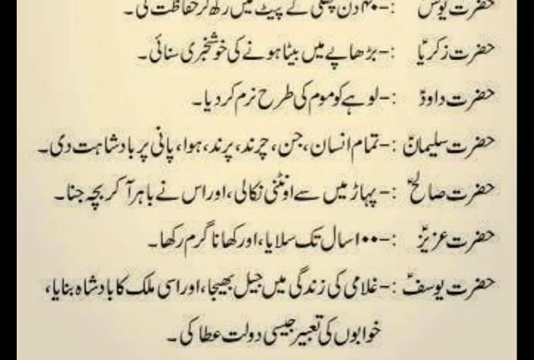 حضرت یونسؑ :- ۴۰ دن مچھلی کے پیٹ میں رکھ کر حفاظت کی۔
حضرت زکریاؑ :- بڑھاپے میں بیٹا ہونے کی خوشخبری سنائی۔
حضرت داودؑ :- لوہے کو موم کی طرح نرم کر دیا۔
حضرت سلیمانؑ :- تمام انسان، جن، چرند، پرند، ہوا، پانی پر بادشاہت دی۔
حضرت صالحؑ :- پہاڑ میں سے اونٹنی نکالی، اور اس نے باہر آ کر بچہ جنا۔
حضرت عزیرؑ :- ۱۰۰ سال تک سلایا، اور کھانا گرم رکھا۔
حضرت یوسفؑ :- غلامی کی زندگی میں جیل بھیجا، اور اسی ملک کا بادشاہ بنایا،
خوابوں کی تعبیر جیسی دولت عطا کی۔